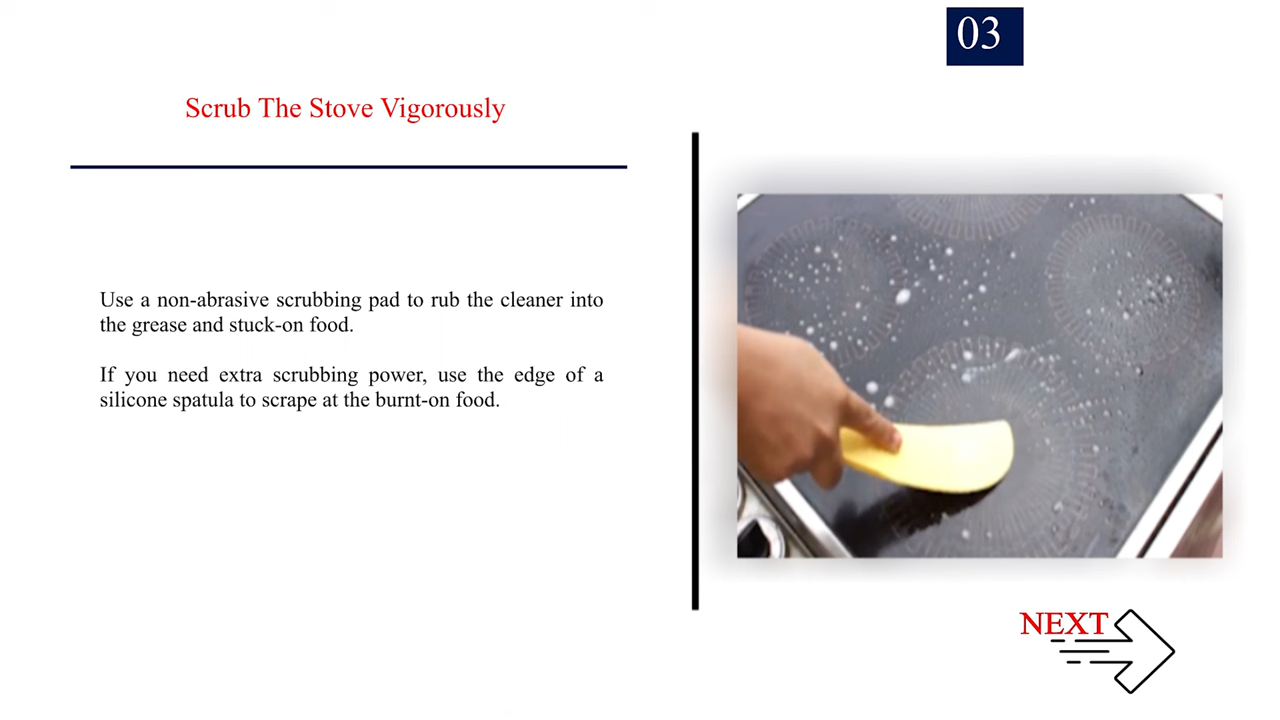 03
Scrub The Stove Vigorously
Use a non-abrasive scrubbing pad to rub the cleaner into
the grease and stuck-on food.
If you need extra scrubbing power, use the edge of a
silicone spatula to scrape at the burnt-on food.
NEXT